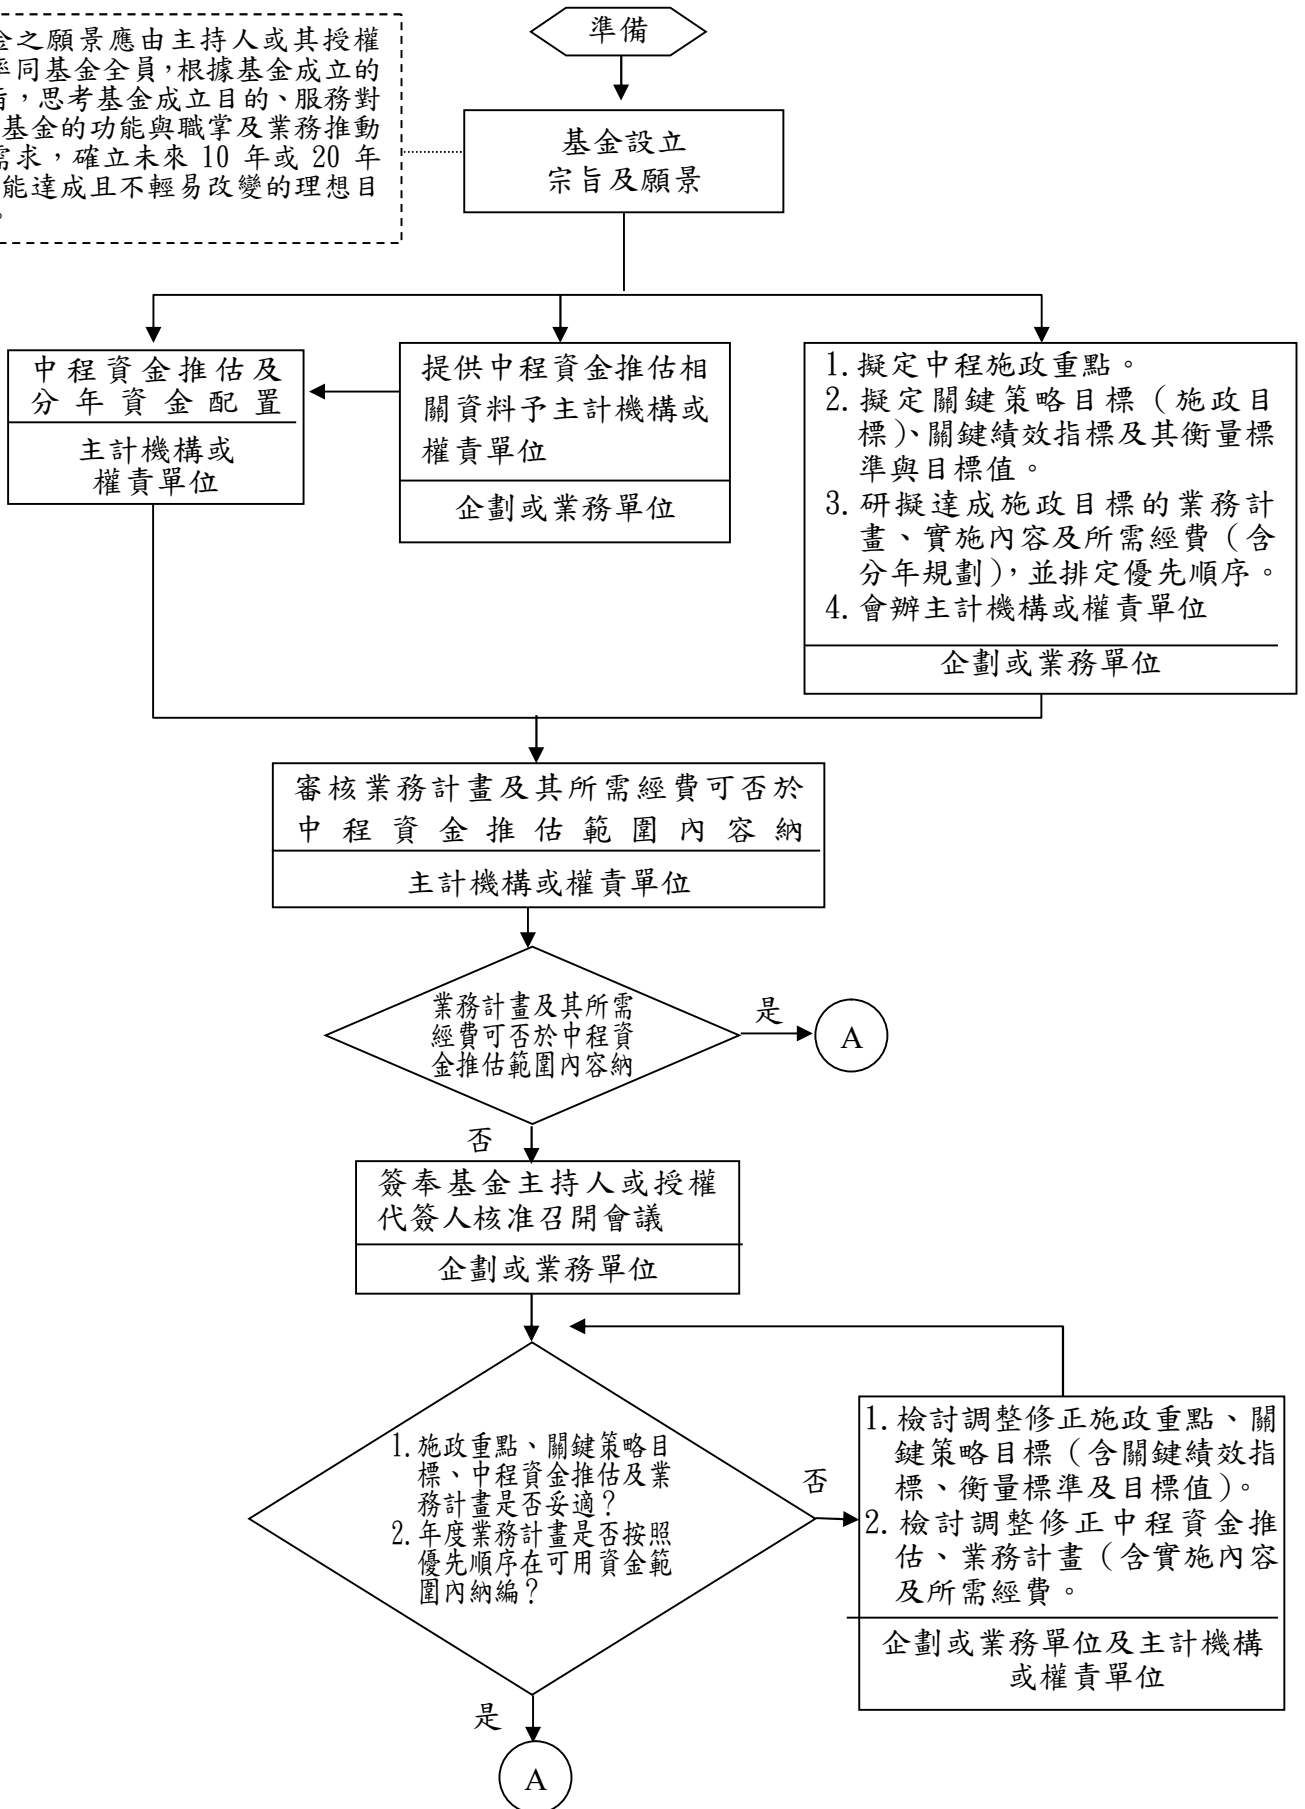 準備
金之願景應由主持人或其授權
率同基金全員，根據基金成立的
旨，思考基金成立目的、服務對
基金的功能與職掌及業務推動
需求，確立未來 10 年或 20 年
能達成且不輕易改變的理想目
。
基金設立
宗旨及願景
中程資金推估及
分年資金配置
主計機構或
權責單位
提供中程資金推估相
關資料予主計機構或
權責單位
企劃或業務單位
1. 擬定中程施政重點。
2. 擬定關鍵策略目標（施政目
標）、關鍵績效指標及其衡量標
準與目標值。
3. 研擬達成施政目標的業務計
畫、實施內容及所需經費（含
分年規劃），並排定優先順序。
4. 會辦主計機構或權責單位
企劃或業務單位
審核業務計畫及其所需經費可否於
中程資金推估範圍內容納
主計機構或權責單位
業務計畫及其所需
經費可否於中程資
金推估範圍內容納
是
A
否
簽奉基金主持人或授權
代簽人核准召開會議
企劃或業務單位
1. 施政重點、關鍵策略目
標、中程資金推估及業
務計畫是否妥適？
2. 年度業務計畫是否按照
優先順序在可用資金範
圍內納編？
否
1. 檢討調整修正施政重點、關
鍵策略目標（含關鍵績效指
標、衡量標準及目標值）。
2. 檢討調整修正中程資金推
估、業務計畫（含實施內容
及所需經費。
企劃或業務單位及主計機構
或權責單位
是
A